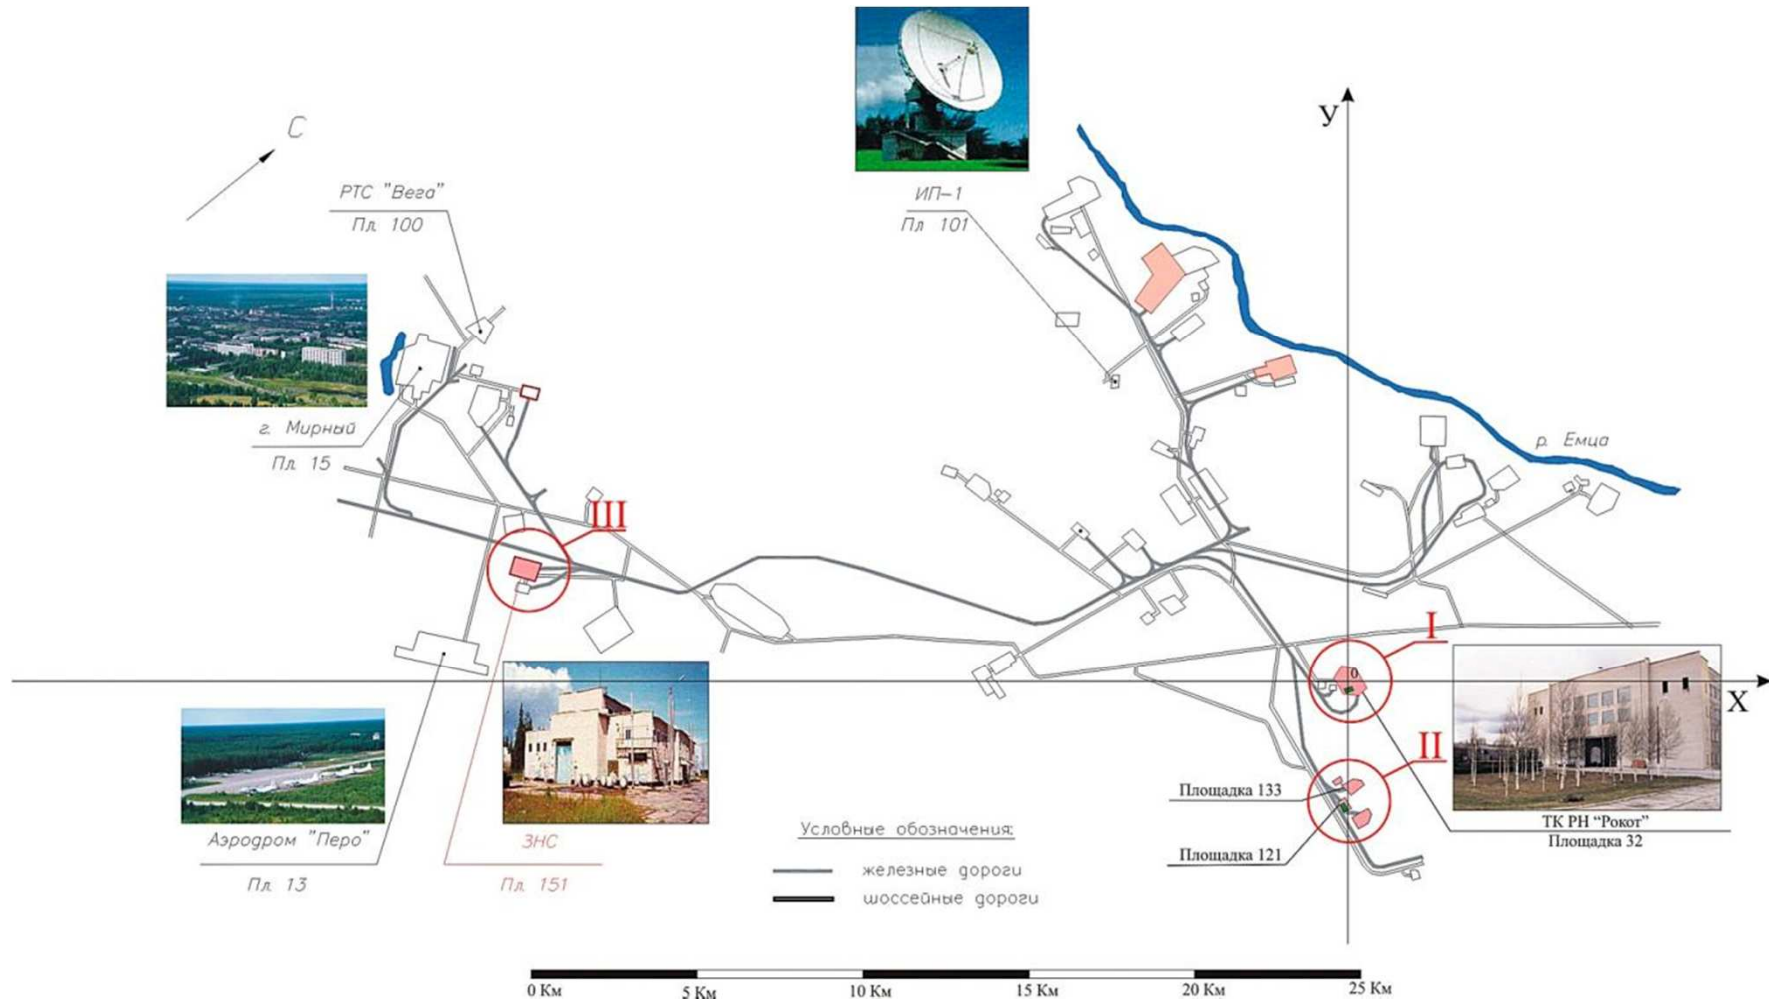 С
У
РТС "Вега"
Пл. 100
ИП-1
Пл 101
г. Мирный
Пл. 15
р. Емца
III
I
0
X
II
Площадка 133
Площадка 121
ТК РН “Рокот”
Площадка 32
Аэродром "Перо"
Пл. 13
ЗНС
Пл. 151
Условные обозначения:
железные дороги
шоссейные дороги
0 Км
5 Км
10 Км
15 Км
20 Км
25 Км